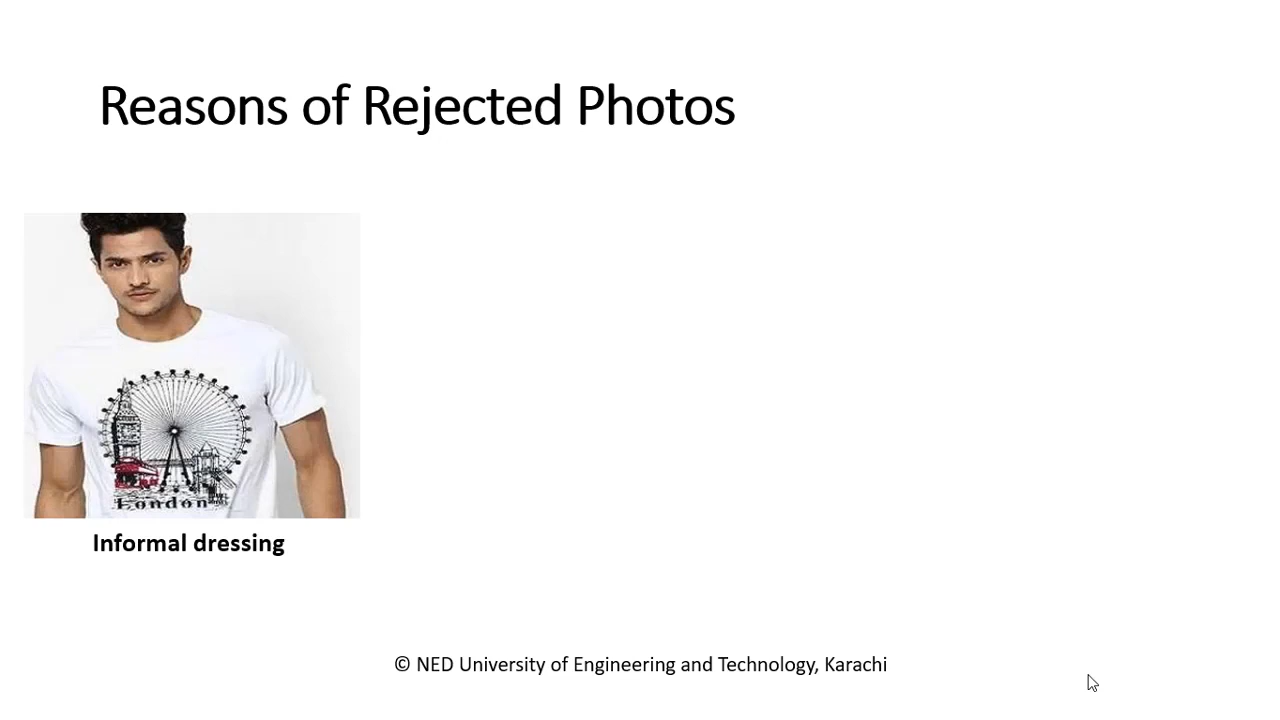 Reasons of Rejected Photos
London
Informal dressing
© NED University of Engineering and Technology, Karachi